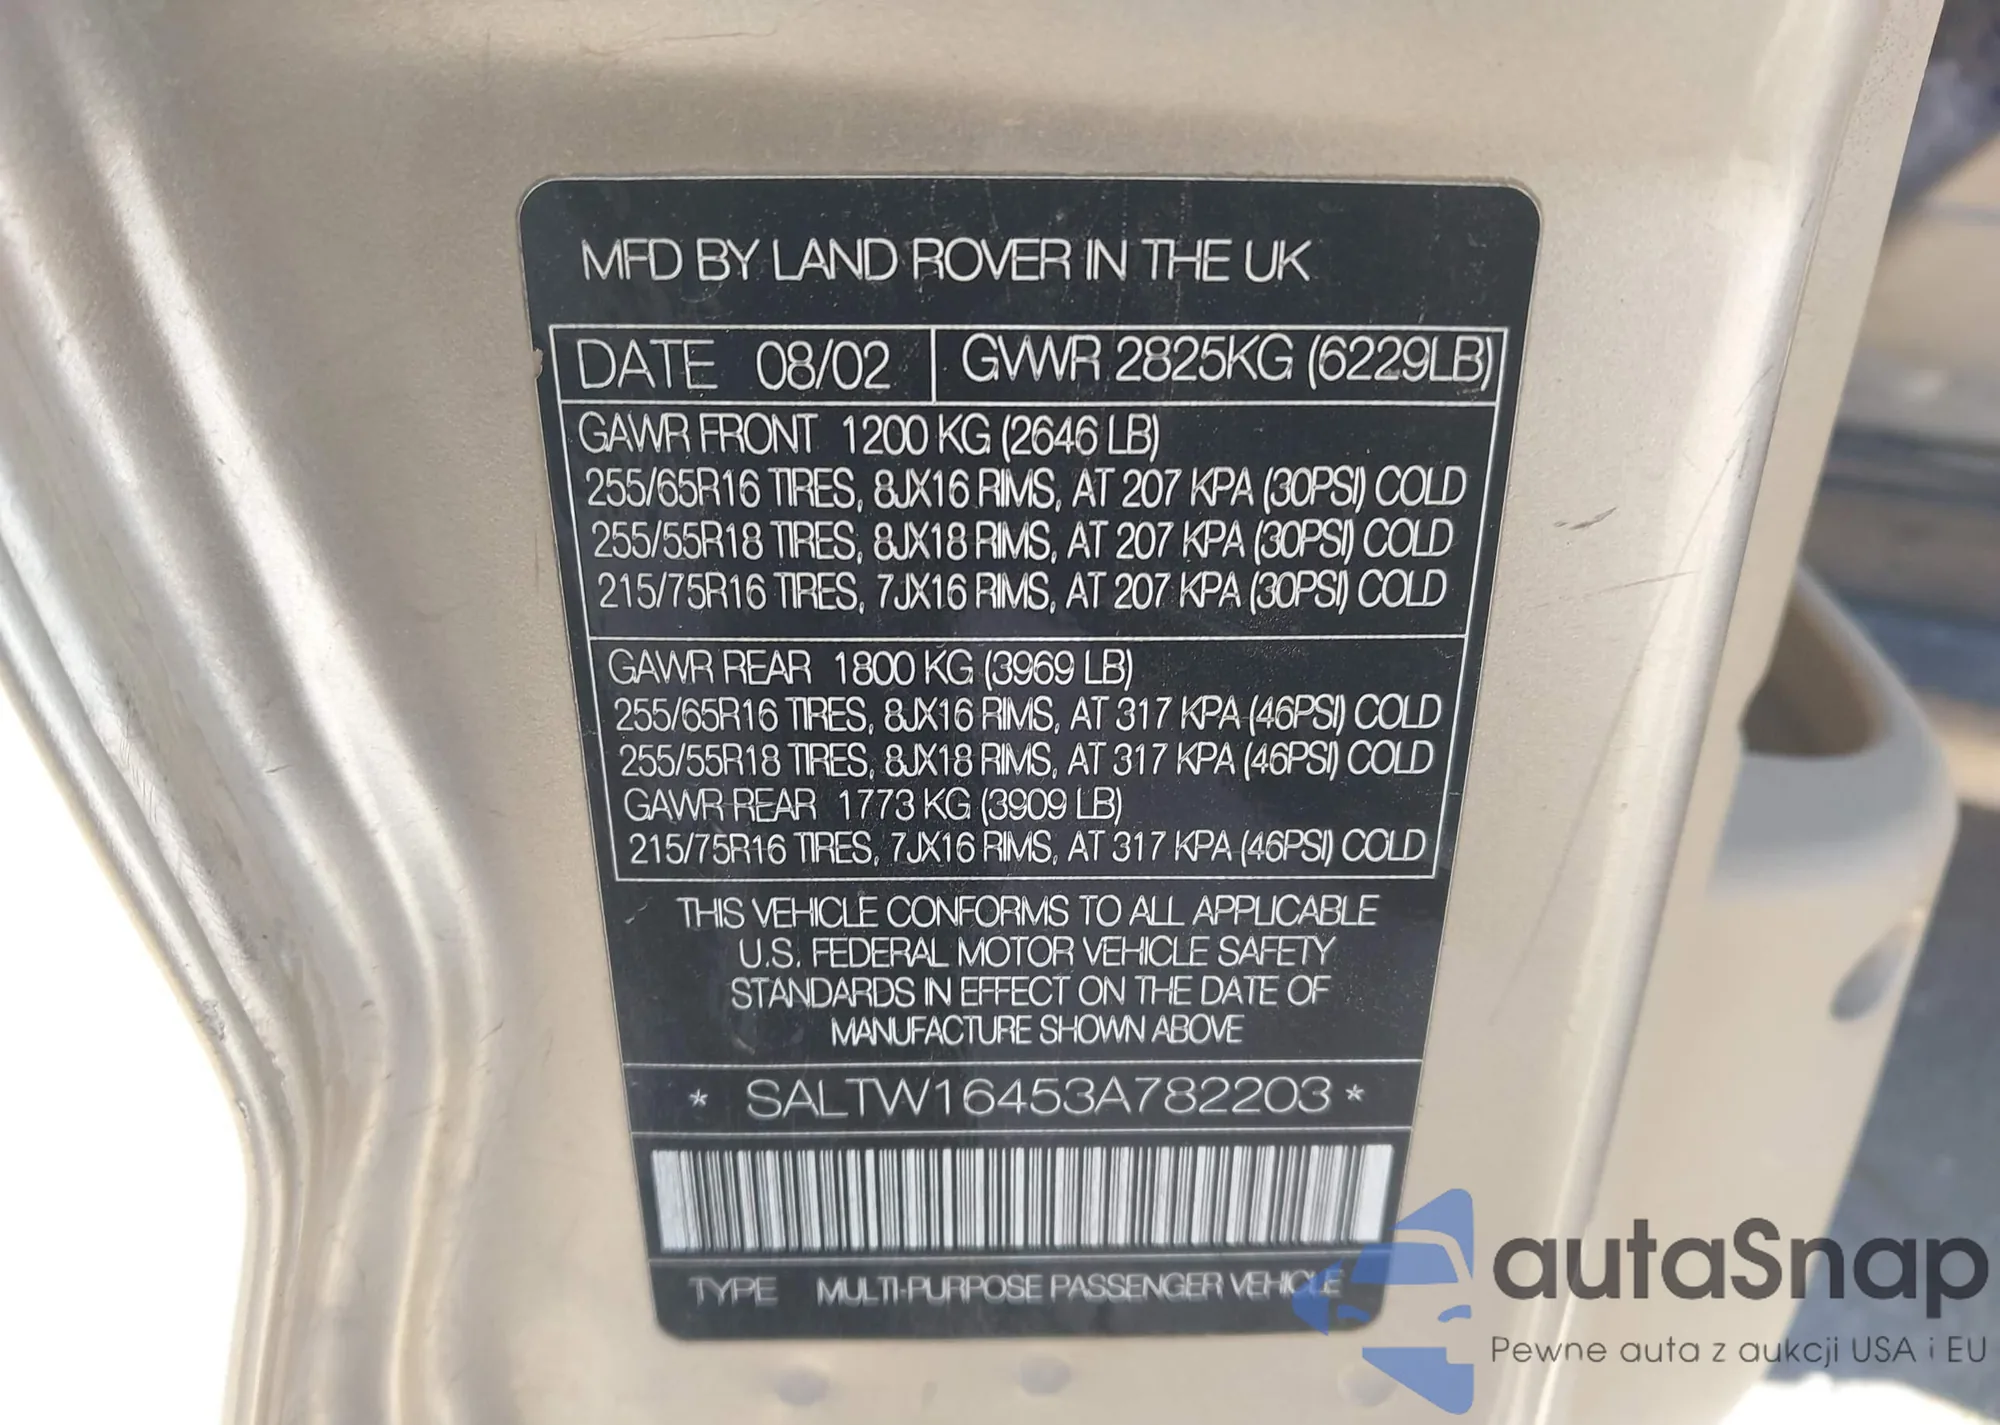 MFD BY LAND ROVER IN THE UK
DATE 08/02 GVWR 2825KG (6229LB)
GAWR FRONT 1200 KG (2646 LB)
255/65R16 TIRES, 8JX16 RIMS, AT 207 KPA (30PSI) COLD
255/55R18 TIRES, 8JX18 RIMS, AT 207 KPA (30PSI) COLD
215/75R16 TIRES, 7JX16 RIMS, AT 207 KPA (30PSI) COLD
GAWR REAR 1800 KG (3969 LB)
255/65R16 TIRES, 8JX16 RIMS, AT 317 KPA (46PSI) COLD
255/55R18 TIRES, 8JX18 RIMS, AT 317 KPA (46PSI) COLD
GAWR REAR 1773 KG (3909 LB)
215/75R16 TIRES, 7JX16 RIMS, AT 317 KPA (46PSI) COLD
THIS VEHICLE CONFORMS TO ALL APPLICABLE
U.S. FEDERAL MOTOR VEHICLE SAFETY
STANDARDS IN EFFECT ON THE DATE OF
MANUFACTURE SHOWN ABOVE
* SALTW16453A782203 *
TYPE MULTI-PURPOSE PASSENGER VEHICLE
autaSnap
Pewne auta z aukcji USA i EU